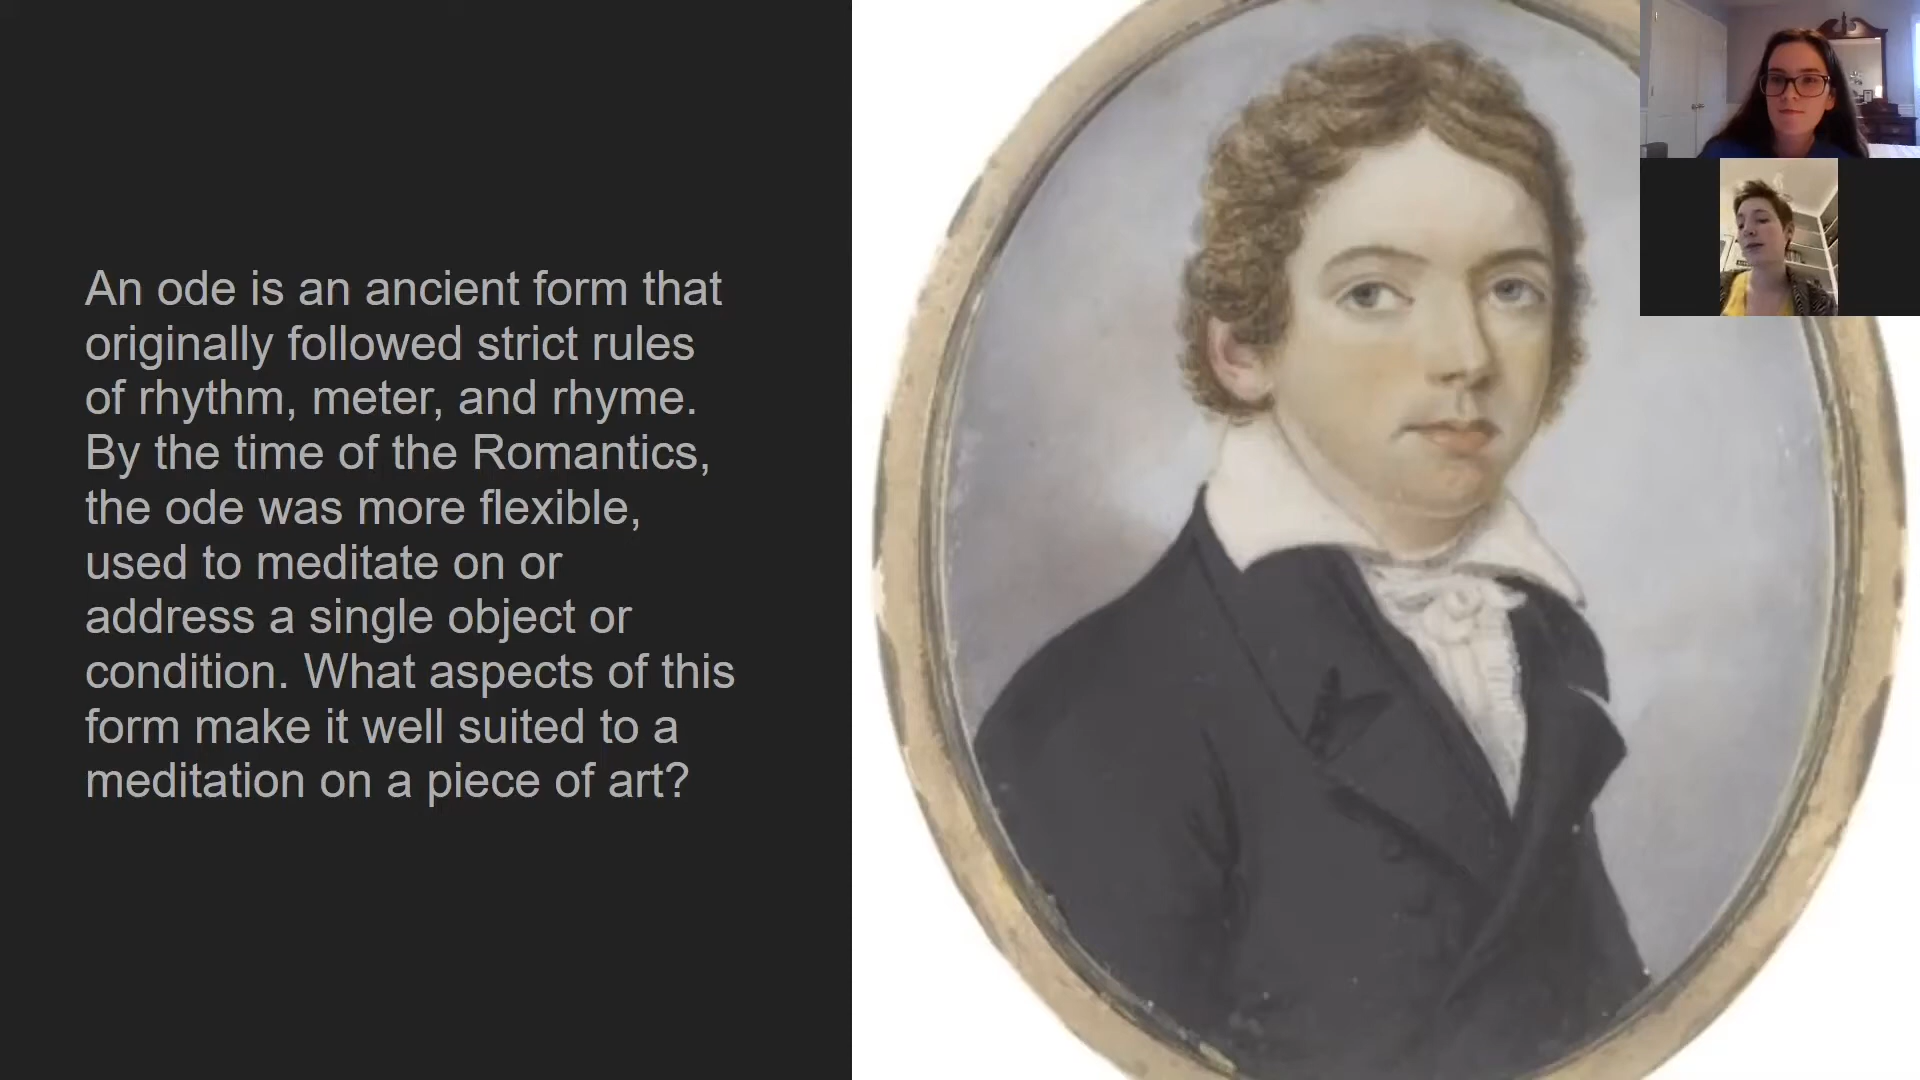 An ode is an ancient form that
originally followed strict rules
of rhythm, meter, and rhyme.
By the time of the Romantics,
the ode was more flexible,
used to meditate on or
address a single object or
condition. What aspects of this
form make it well suited to a
meditation on a piece of art?